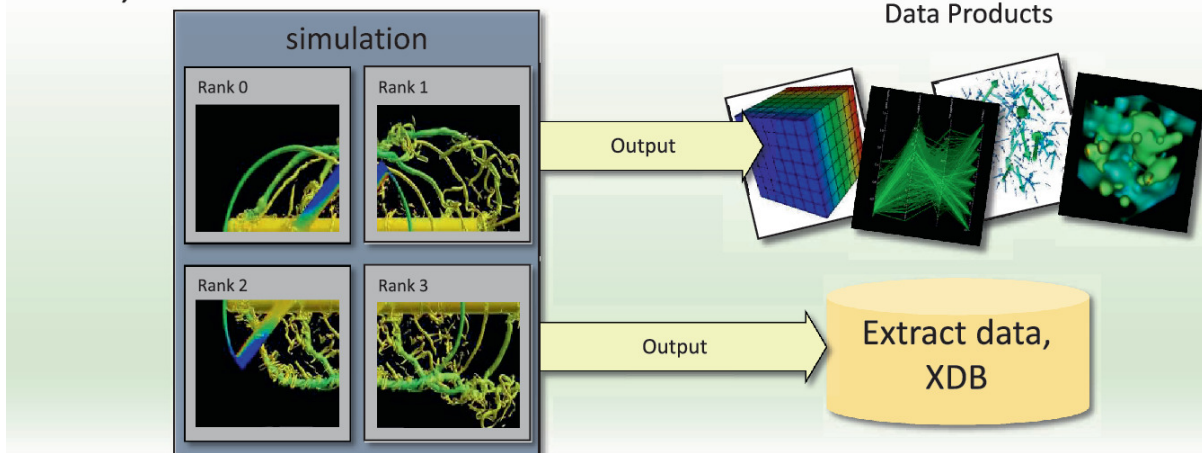 Data Products
simulation
Rank 0
Rank 1
Output
Rank 2
Rank 3
Output
Extract data,
XDB